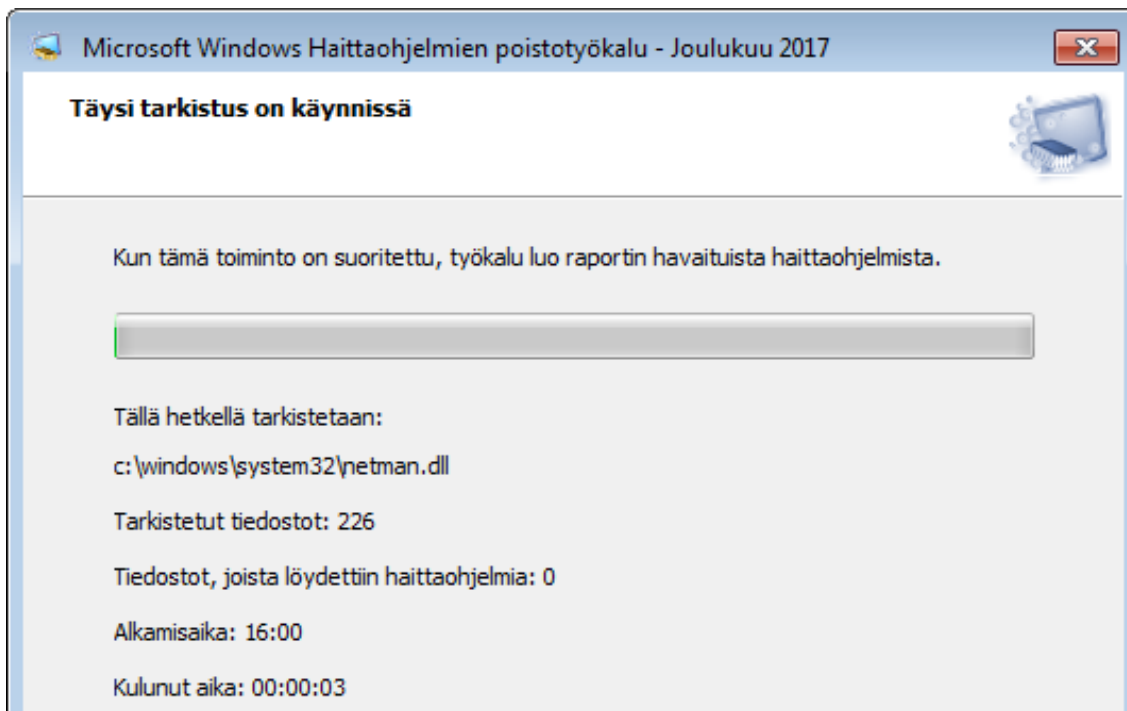 Microsoft Windows Haittaohjelmien poistotyökalu - Joulukuu 2017
Täysi tarkistus on käynnissä
Kun tämä toiminto on suoritettu, työkalu luo raportin havaituista haittaohjelmista.
Tällä hetkellä tarkistetaan:
c:\windows\system32\netman.dll
Tarkistetut tiedostot: 226
Tiedostot, joista löydettiin haittaohjelmia: 0
Alkamisaika: 16:00
Kulunut aika: 00:00:03